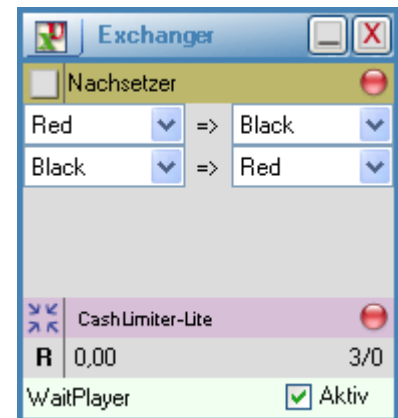 Exchanger
Nachsetzer
Red => Black
Black => Red
CashLimiter-Lite
R 0,00 3/0
WaitPlayer Aktiv